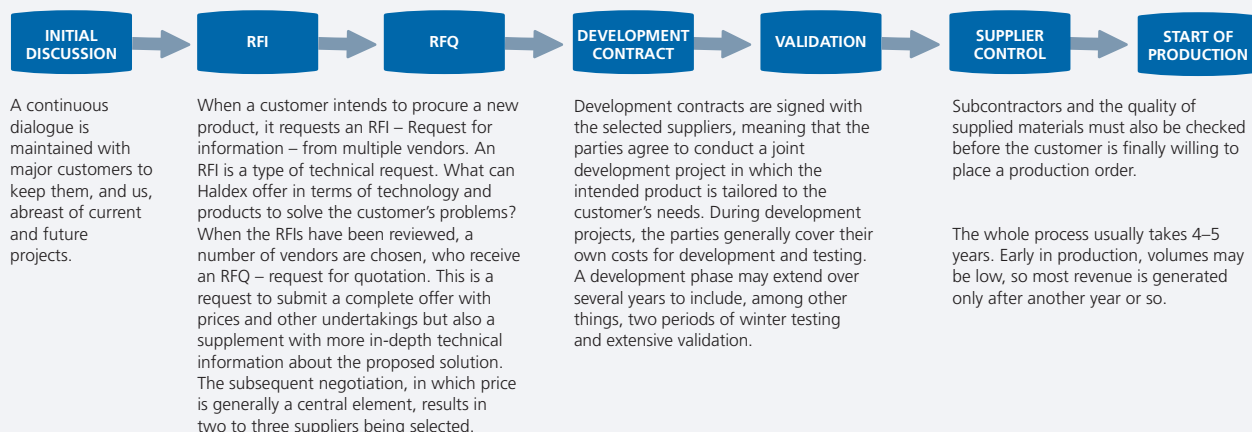 INITIAL
DISCUSSION
RFI
RFQ
DEVELOPMENT
CONTRACT
VALIDATION
SUPPLIER
CONTROL
START OF
PRODUCTION
A continuous
dialogue is
maintained with
major customers to
keep them, and us,
abreast of current
and future
projects.
When a customer intends to procure a new
product, it requests an RFI – Request for
information – from multiple vendors. An
RFI is a type of technical request. What can
Haldex offer in terms of technology and
products to solve the customer's problems?
When the RFIs have been reviewed, a
number of vendors are chosen, who receive
an RFQ – request for quotation. This is a
request to submit a complete offer with
prices and other undertakings but also a
supplement with more in-depth technical
information about the proposed solution.
The subsequent negotiation, in which price
is generally a central element, results in
two to three suppliers being selected.
Development contracts are signed with
the selected suppliers, meaning that the
parties agree to conduct a joint
development project in which the
intended product is tailored to the
customer's needs. During development
projects, the parties generally cover their
own costs for development and testing.
A development phase may extend over
several years to include, among other
things, two periods of winter testing
and extensive validation.
Subcontractors and the quality of
supplied materials must also be checked
before the customer is finally willing to
place a production order.
The whole process usually takes 4–5
years. Early in production, volumes may
be low, so most revenue is generated
only after another year or so.